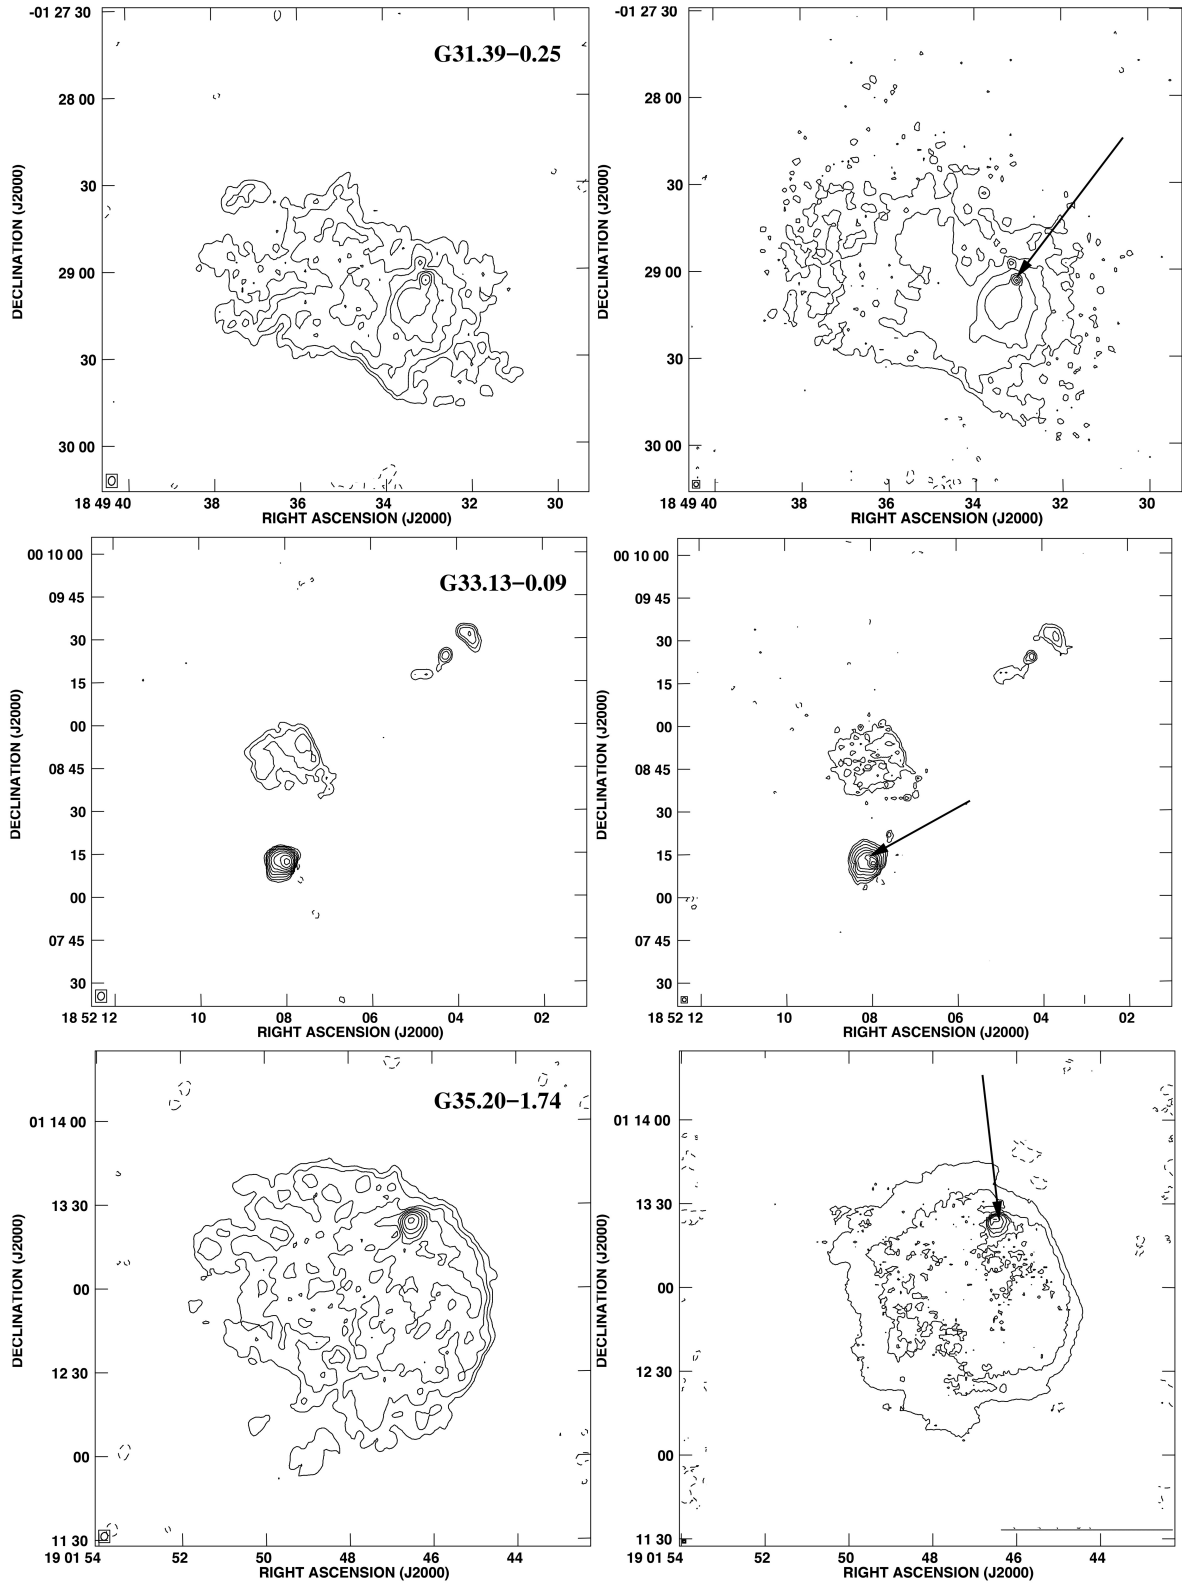 -01 27 30
28 00
30
29 00
30
30 00
DECLINATION (J2000)
G31.39−0.25
18 49 40 38 36 34 32 30
RIGHT ASCENSION (J2000)
-01 27 30
28 00
30
29 00
30
30 00
DECLINATION (J2000)
18 49 40 38 36 34 32 30
RIGHT ASCENSION (J2000)
00 10 00
09 45
30
15
00
08 45
30
15
00
07 45
30
DECLINATION (J2000)
G33.13−0.09
18 52 12 10 08 06 04 02
RIGHT ASCENSION (J2000)
00 10 00
09 45
30
15
00
08 45
30
15
00
07 45
30
DECLINATION (J2000)
18 52 12 10 08 06 04 02
RIGHT ASCENSION (J2000)
01 14 00
13 30
00
12 30
00
11 30
DECLINATION (J2000)
G35.20−1.74
19 01 54 52 50 48 46 44
RIGHT ASCENSION (J2000)
01 14 00
13 30
00
12 30
00
11 30
DECLINATION (J2000)
19 01 54 52 50 48 46 44
RIGHT ASCENSION (J2000)